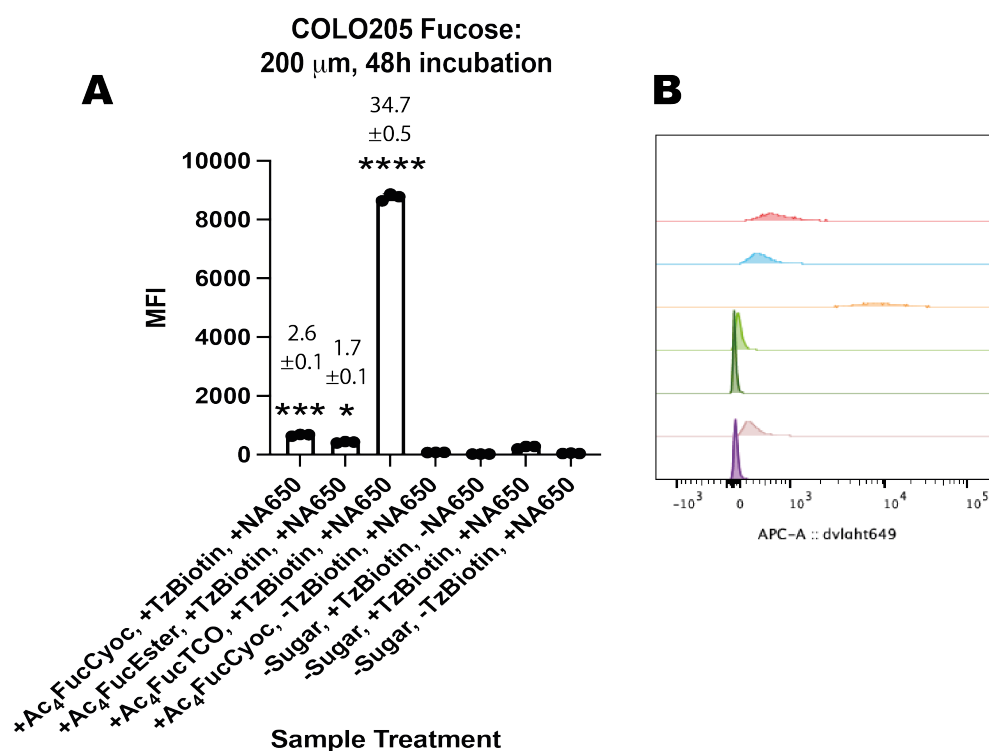 COLO205 Fucose:
200 μm, 48h incubation
A
34.7
±0.5
****
10000
8000
6000
4000
2000
0
MFI
2.6
±0.1
***
1.7
±0.1
*
+Ac₄FucCyoc, +TzBiotin, +NA650
+Ac₄FucEster, +TzBiotin, +NA650
+Ac₄FucTCO, +TzBiotin, +NA650
+Ac₄FucCyoc, -TzBiotin, +NA650
-Sugar, +TzBiotin, -NA650
-Sugar, +TzBiotin, +NA650
-Sugar, -TzBiotin, +NA650
Sample Treatment
B
-10³ 0 10³ 10⁴ 10⁵
APC-A :: dvlaht649